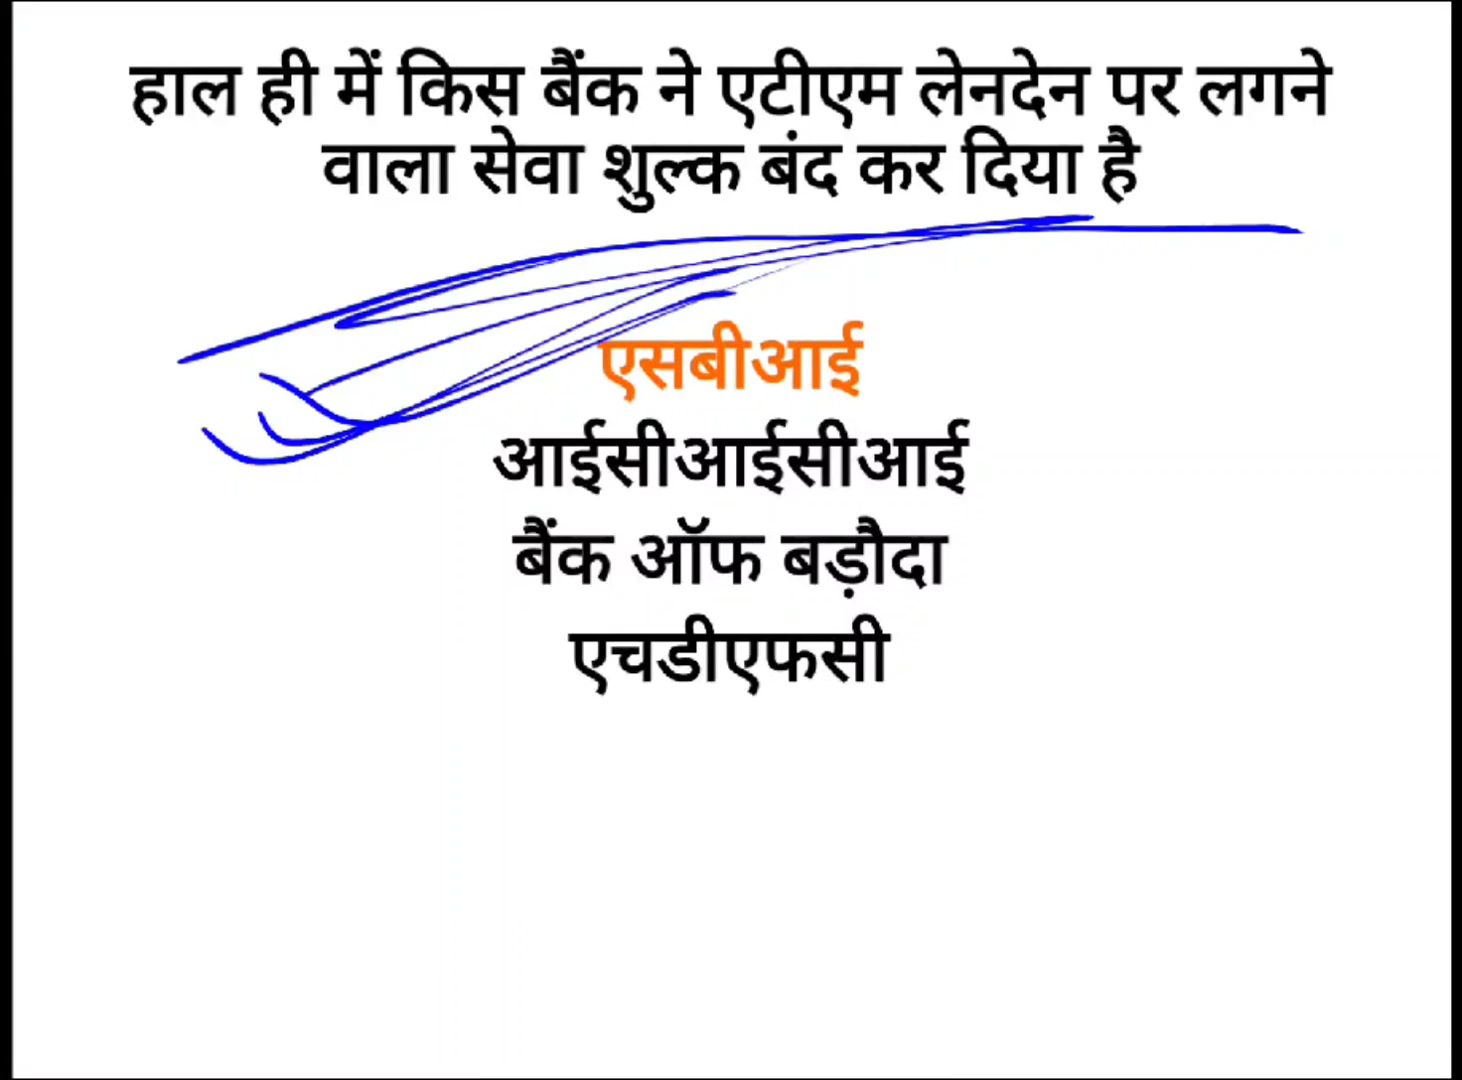 हाल ही में किस बैंक ने एटीएम लेनदेन पर लगने
वाला सेवा शुल्क बंद कर दिया है
एसबीआई
आईसीआईसीआई
बैंक ऑफ बड़ौदा
एचडीएफसी